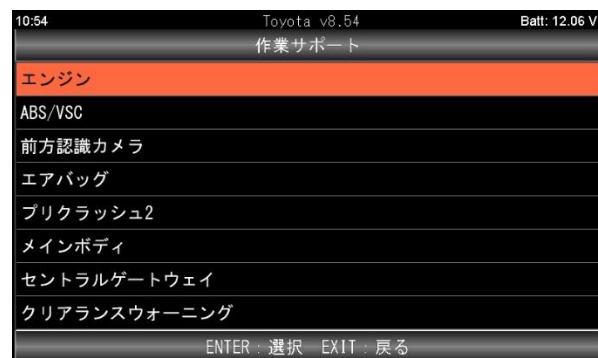 10:54 Toyota v8.54 Batt: 12.06 V
作業サポート
エンジン
ABS/VSC
前方認識カメラ
エアバッグ
プリクラッシュ2
メインボディ
セントラルゲートウェイ
クリアランスウォーニング
ENTER：選択 EXIT：戻る